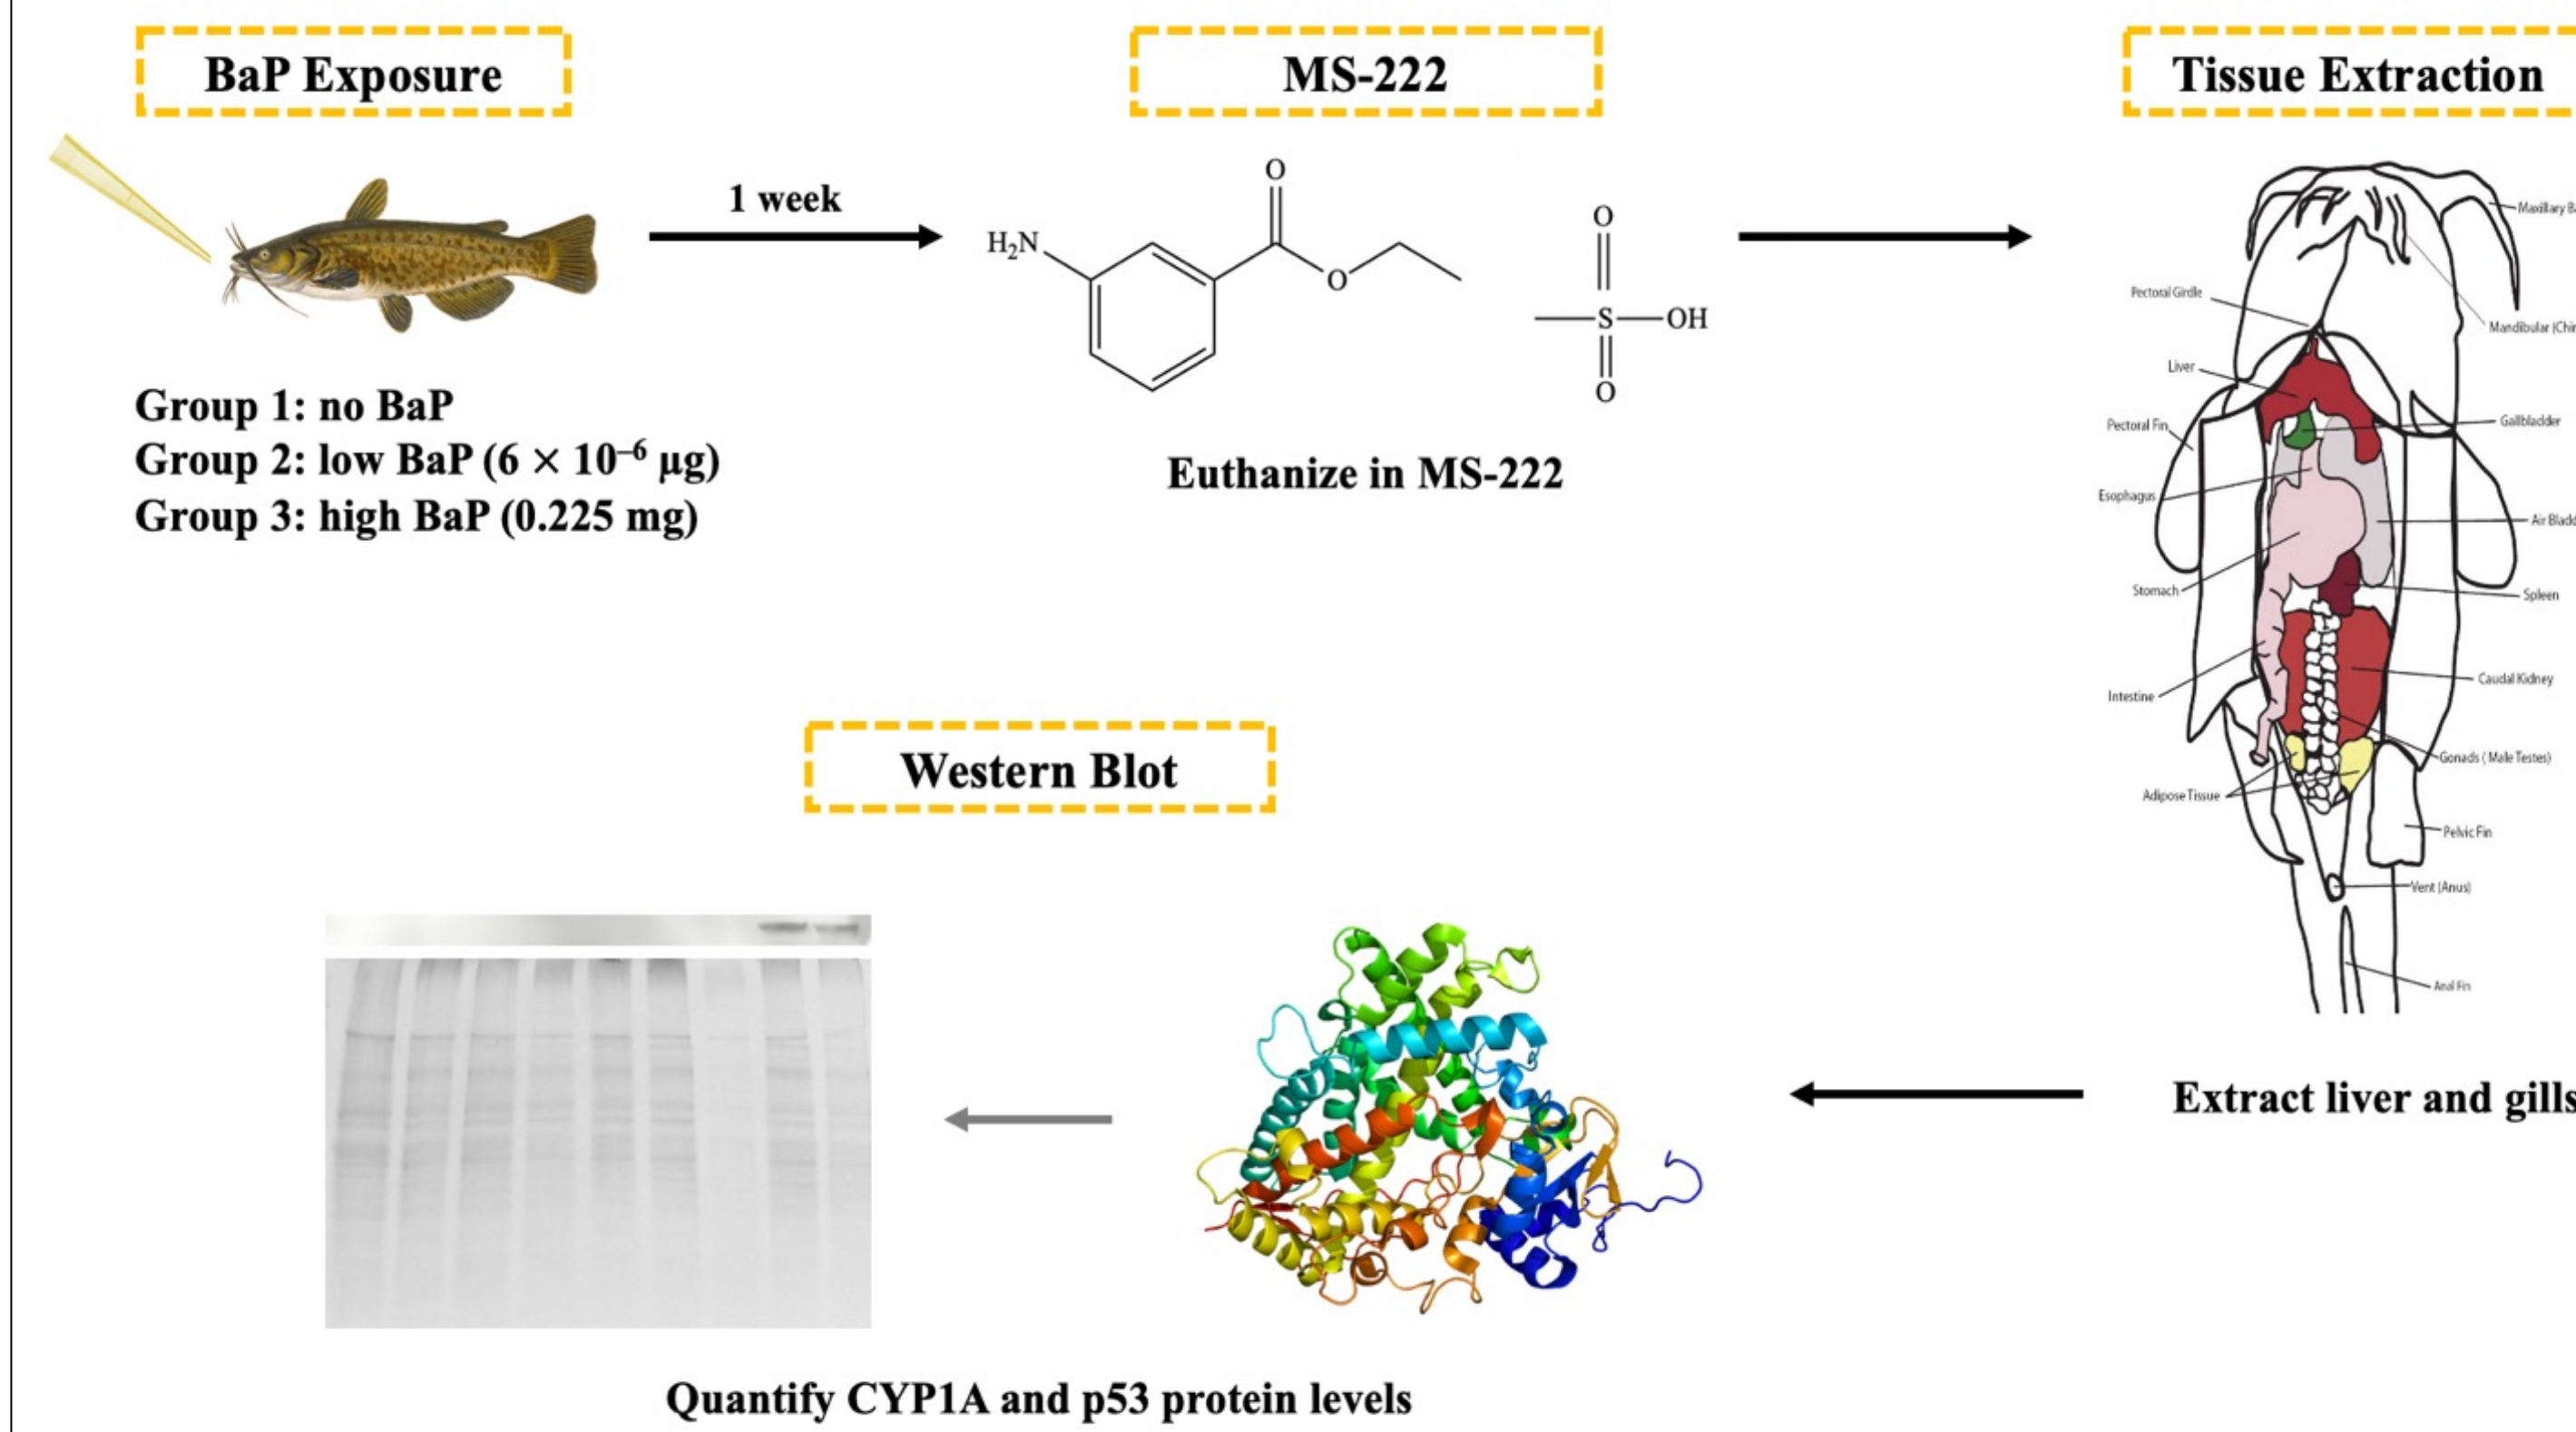 BaP Exposure
MS-222
Tissue Extraction
1 week
H₂N
O
O
O
S
OH
O
Group 1: no BaP
Group 2: low BaP (6 × 10⁻⁶ μg)
Group 3: high BaP (0.225 mg)
Euthanize in MS-222
Maxillary
Pectoral Girdle
Mandibular
Liver
Gallbladder
Pectoral Fin
Esophagus
Air
Stomach
Spleen
Caudal Kidney
Intestine
Gonads (Male Testes)
Adipose Tissue
Pelvic Fin
Vent (Anus)
Anal Fin
Extract liver and gills
Western Blot
Quantify CYP1A and p53 protein levels